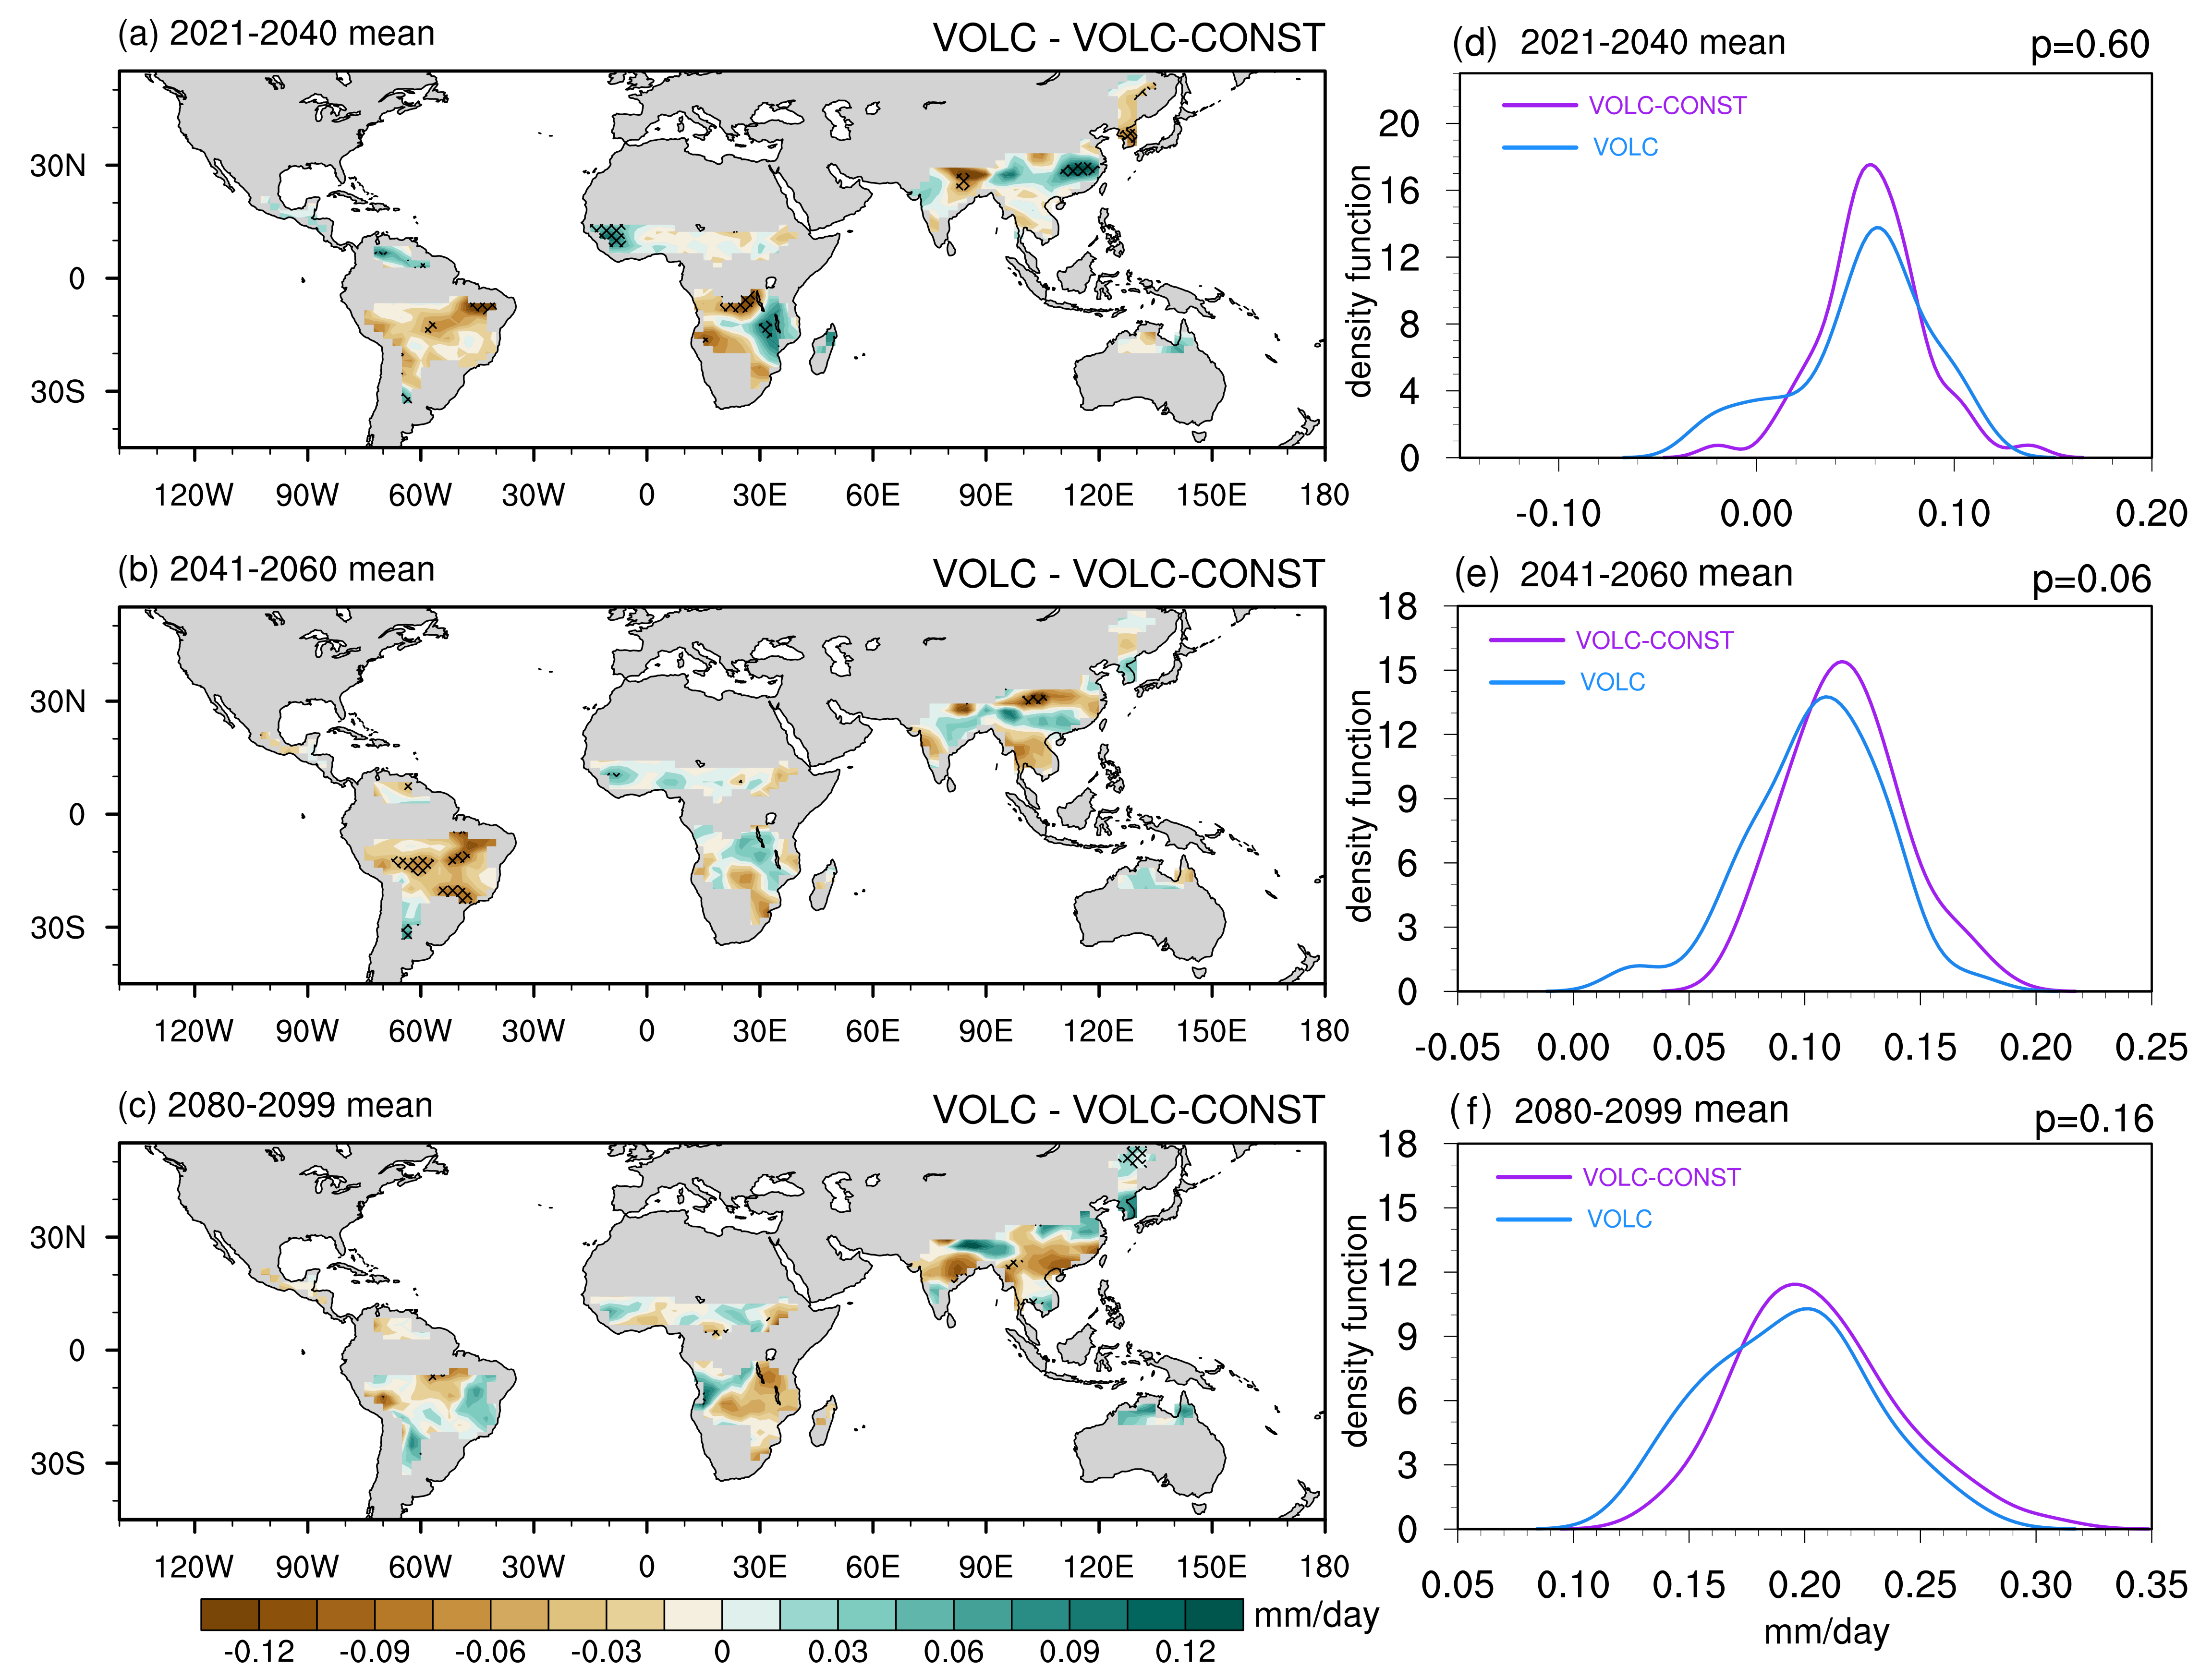 (a) 2021-2040 mean VOLC - VOLC-CONST
30N
0
30S
120W 90W 60W 30W 0 30E 60E 90E 120E 150E 180
(d) 2021-2040 mean p=0.60
VOLC-CONST
VOLC
density function
20
16
12
8
4
0
-0.10 0.00 0.10 0.20
(b) 2041-2060 mean VOLC - VOLC-CONST
30N
0
30S
120W 90W 60W 30W 0 30E 60E 90E 120E 150E 180
(e) 2041-2060 mean p=0.06
VOLC-CONST
VOLC
density function
18
15
12
9
6
3
0
-0.05 0.00 0.05 0.10 0.15 0.20 0.25
(c) 2080-2099 mean VOLC - VOLC-CONST
30N
0
30S
120W 90W 60W 30W 0 30E 60E 90E 120E 150E 180
-0.12 -0.09 -0.06 -0.03 0 0.03 0.06 0.09 0.12
mm/day
(f) 2080-2099 mean p=0.16
VOLC-CONST
VOLC
density function
18
15
12
9
6
3
0
0.05 0.10 0.15 0.20 0.25 0.30 0.35
mm/day